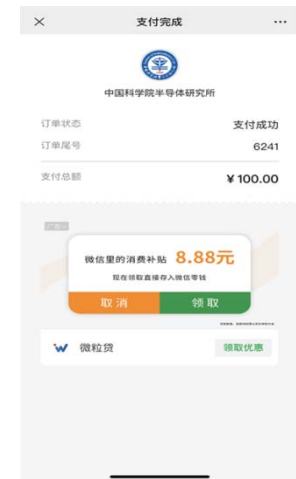 支付完成
中国科学院半导体研究所
订单状态 支付成功
订单尾号 6241
支付总额 ¥100.00
广告
微信里的消费补贴 8.88元
现在领取直接存入微信零钱
取消 领取
微粒贷 领取优惠